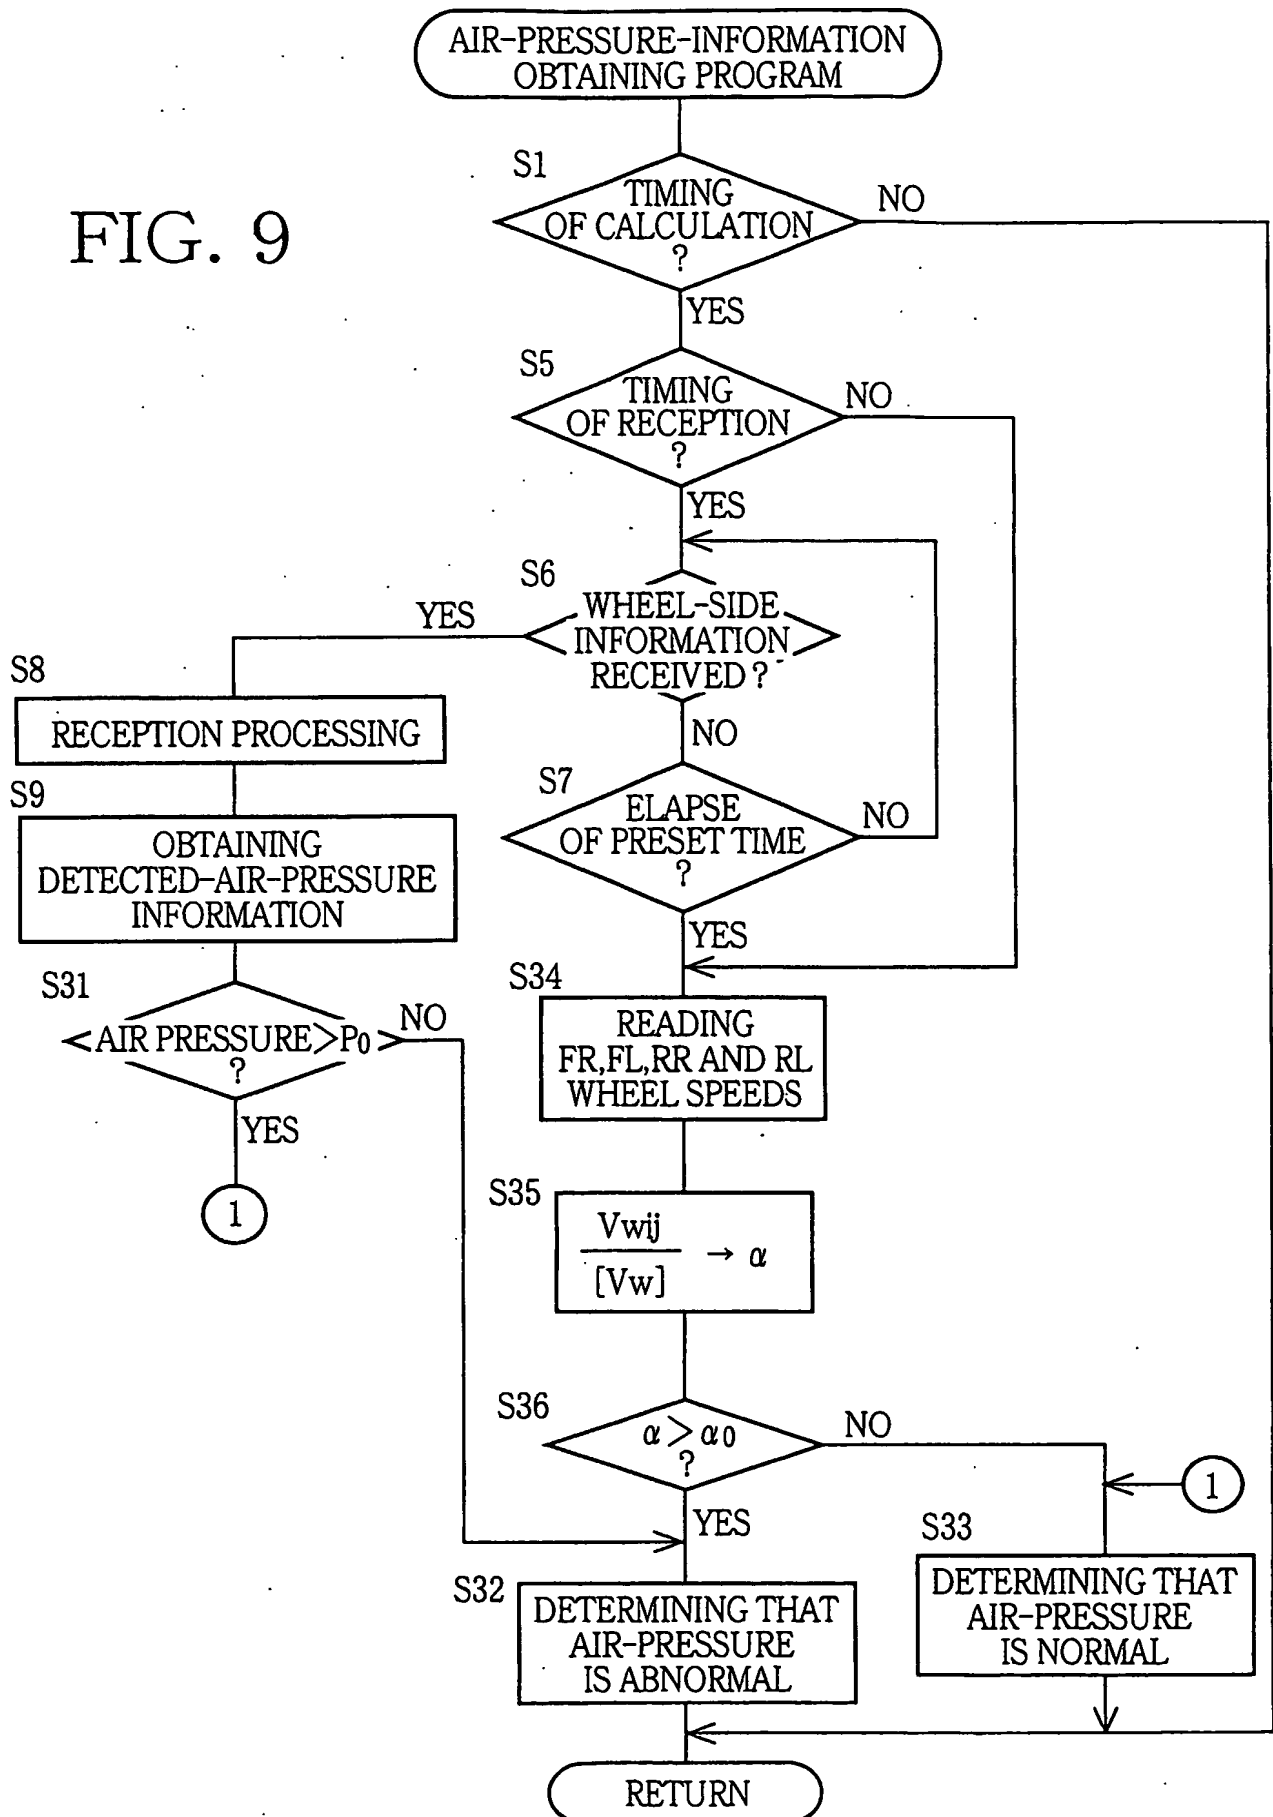 AIR-PRESSURE-INFORMATION
OBTAINING PROGRAM
FIG. 9
S1
TIMING
OF CALCULATION
?
NO
YES
S5
TIMING
OF RECEPTION
?
NO
YES
S6
WHEEL-SIDE
INFORMATION
RECEIVED?
YES
NO
S8
RECEPTION PROCESSING
S7
ELAPSE
OF PRESET TIME
?
NO
YES
S9
OBTAINING
DETECTED-AIR-PRESSURE
INFORMATION
S31
AIR PRESSURE>P0
?
NO
YES
1
S34
READING
FR,FL,RR AND RL
WHEEL SPEEDS
S35
Vwij
[Vw]
→ α
S36
α>α0
?
NO
YES
1
S33
DETERMINING THAT
AIR-PRESSURE
IS NORMAL
S32
DETERMINING THAT
AIR-PRESSURE
IS ABNORMAL
RETURN